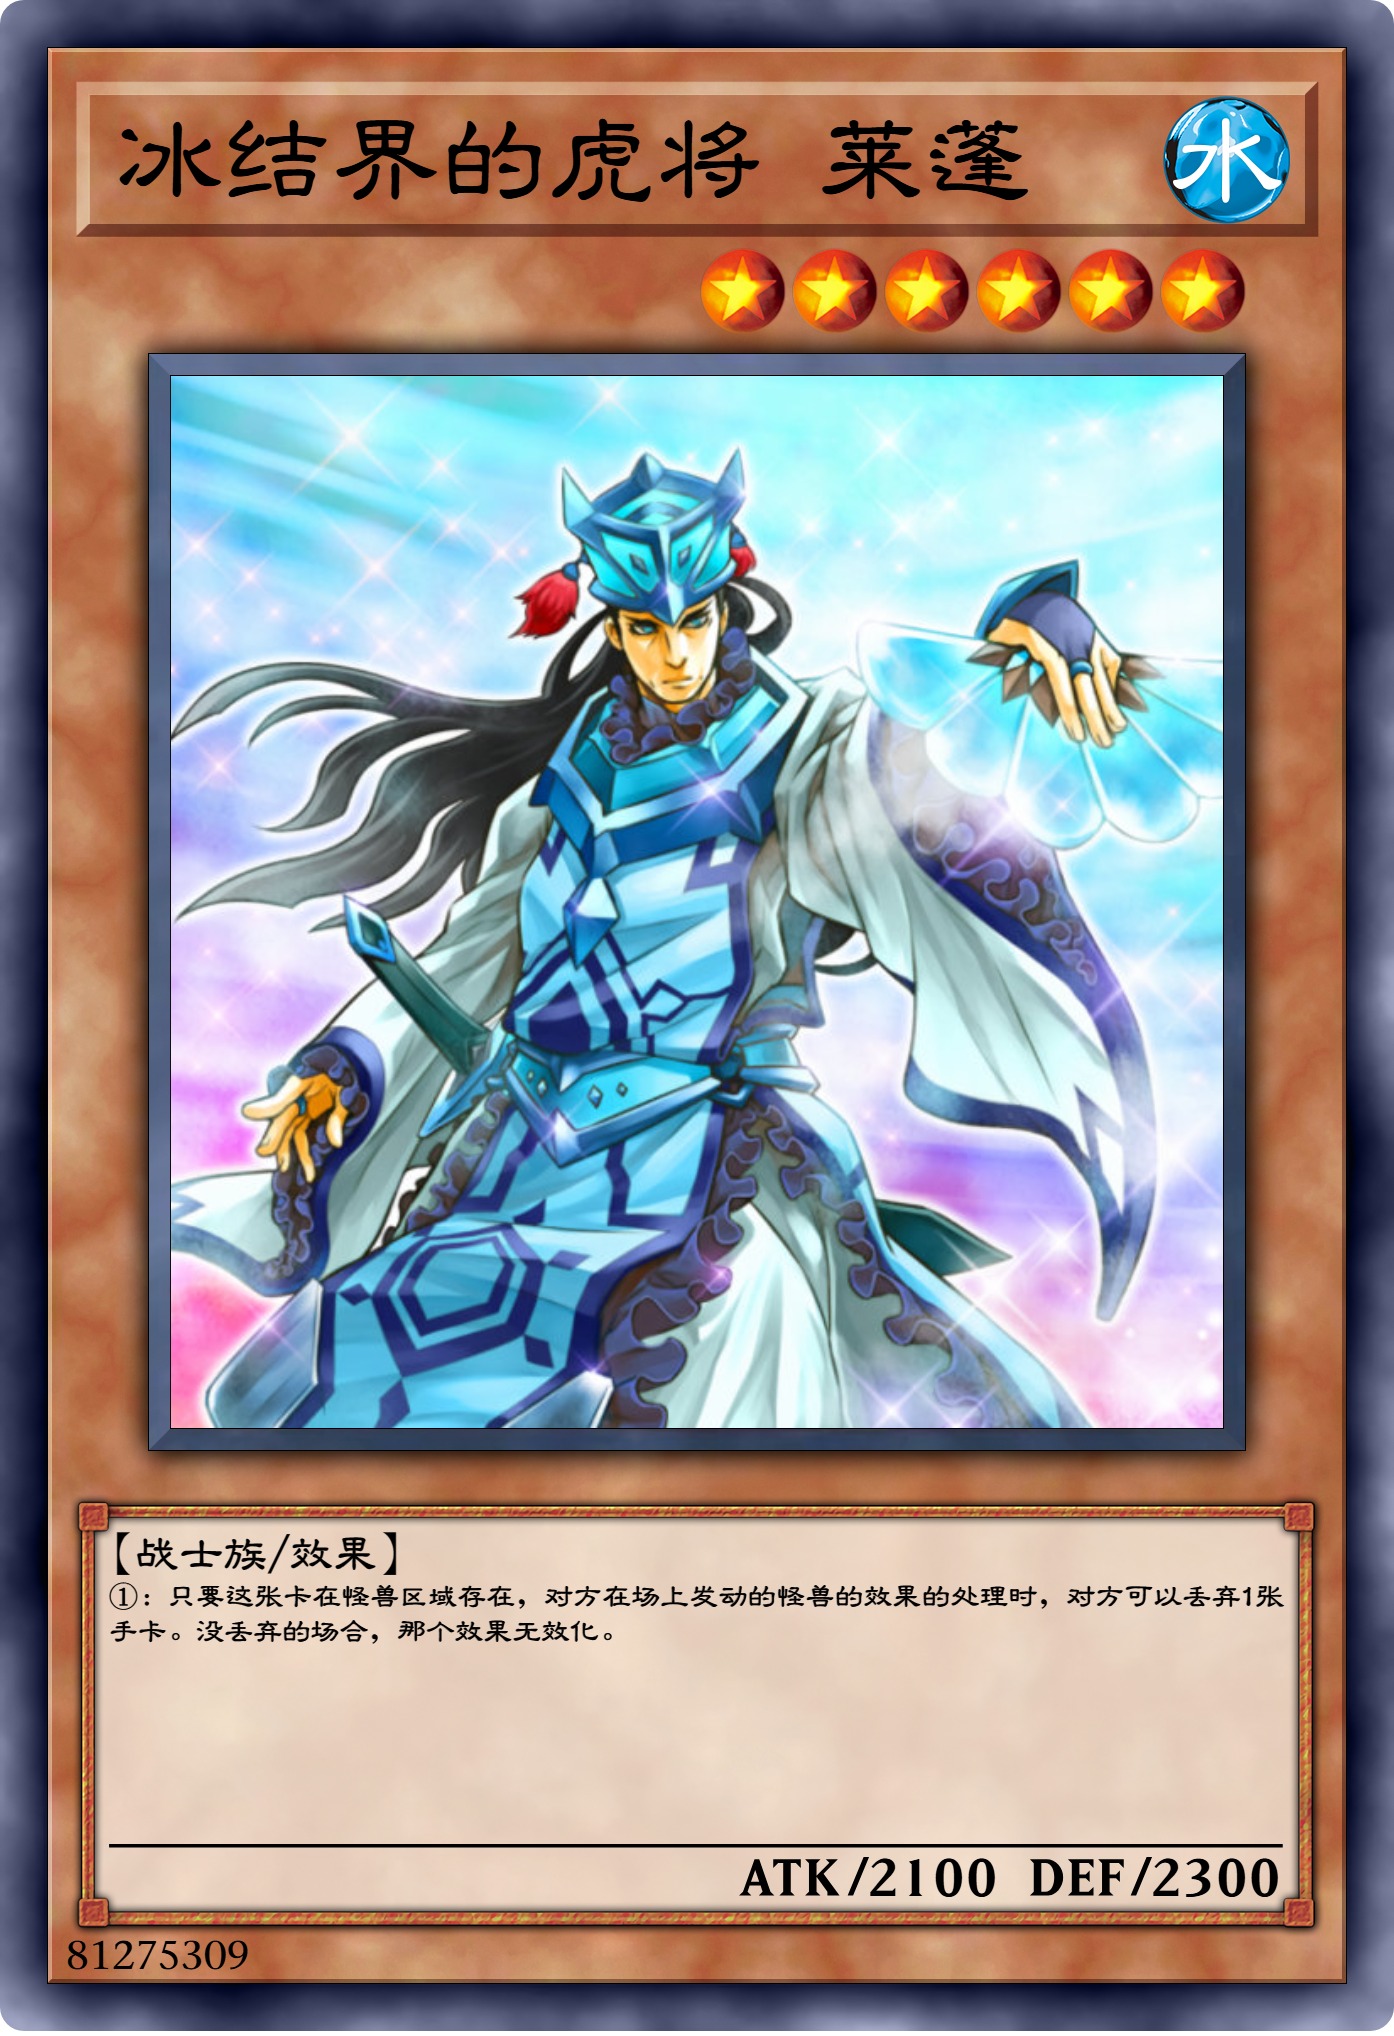 冰结界的虎将 莱蓬
水
【战士族/效果】
①：只要这张卡在怪兽区域存在，对方在场上发动的怪兽的效果的处理时，对方可以丢弃1张
手卡。没丢弃的场合，那个效果无效化。
ATK/2100 DEF/2300
81275309